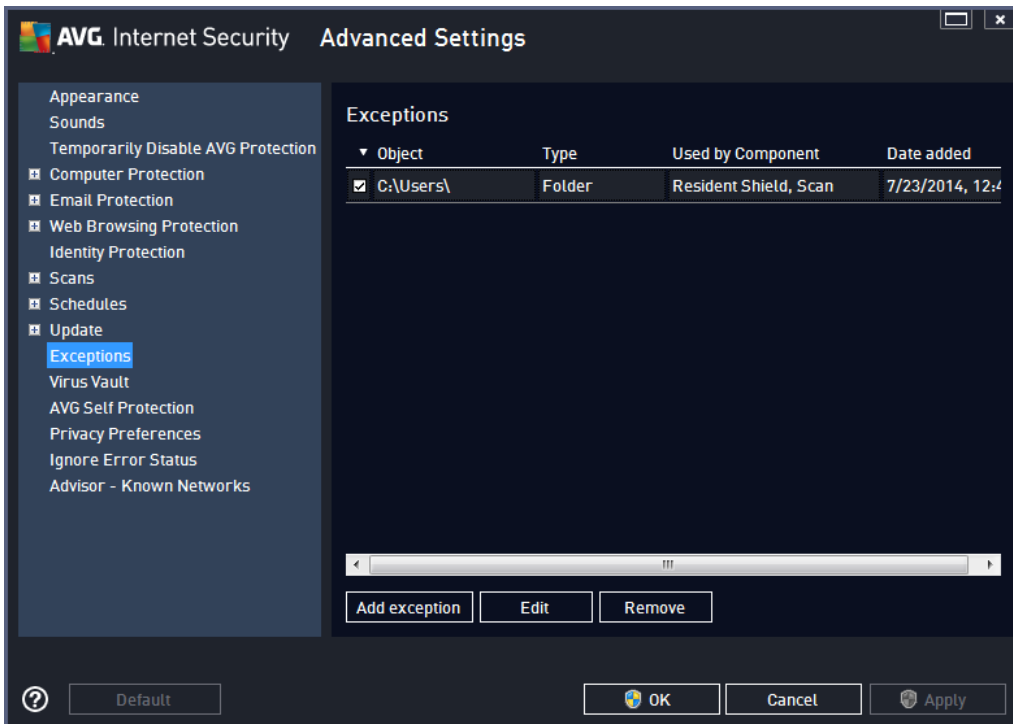 AVG. Internet Security Advanced Settings
Appearance
Sounds
Temporarily Disable AVG Protection
Computer Protection
Email Protection
Web Browsing Protection
Identity Protection
Scans
Schedules
Update
Exceptions
Virus Vault
AVG Self Protection
Privacy Preferences
Ignore Error Status
Advisor - Known Networks
Exceptions
Object Type Used by Component Date added
C:\Users\ Folder Resident Shield, Scan 7/23/2014, 12:4
Add exception Edit Remove
Default OK Cancel Apply